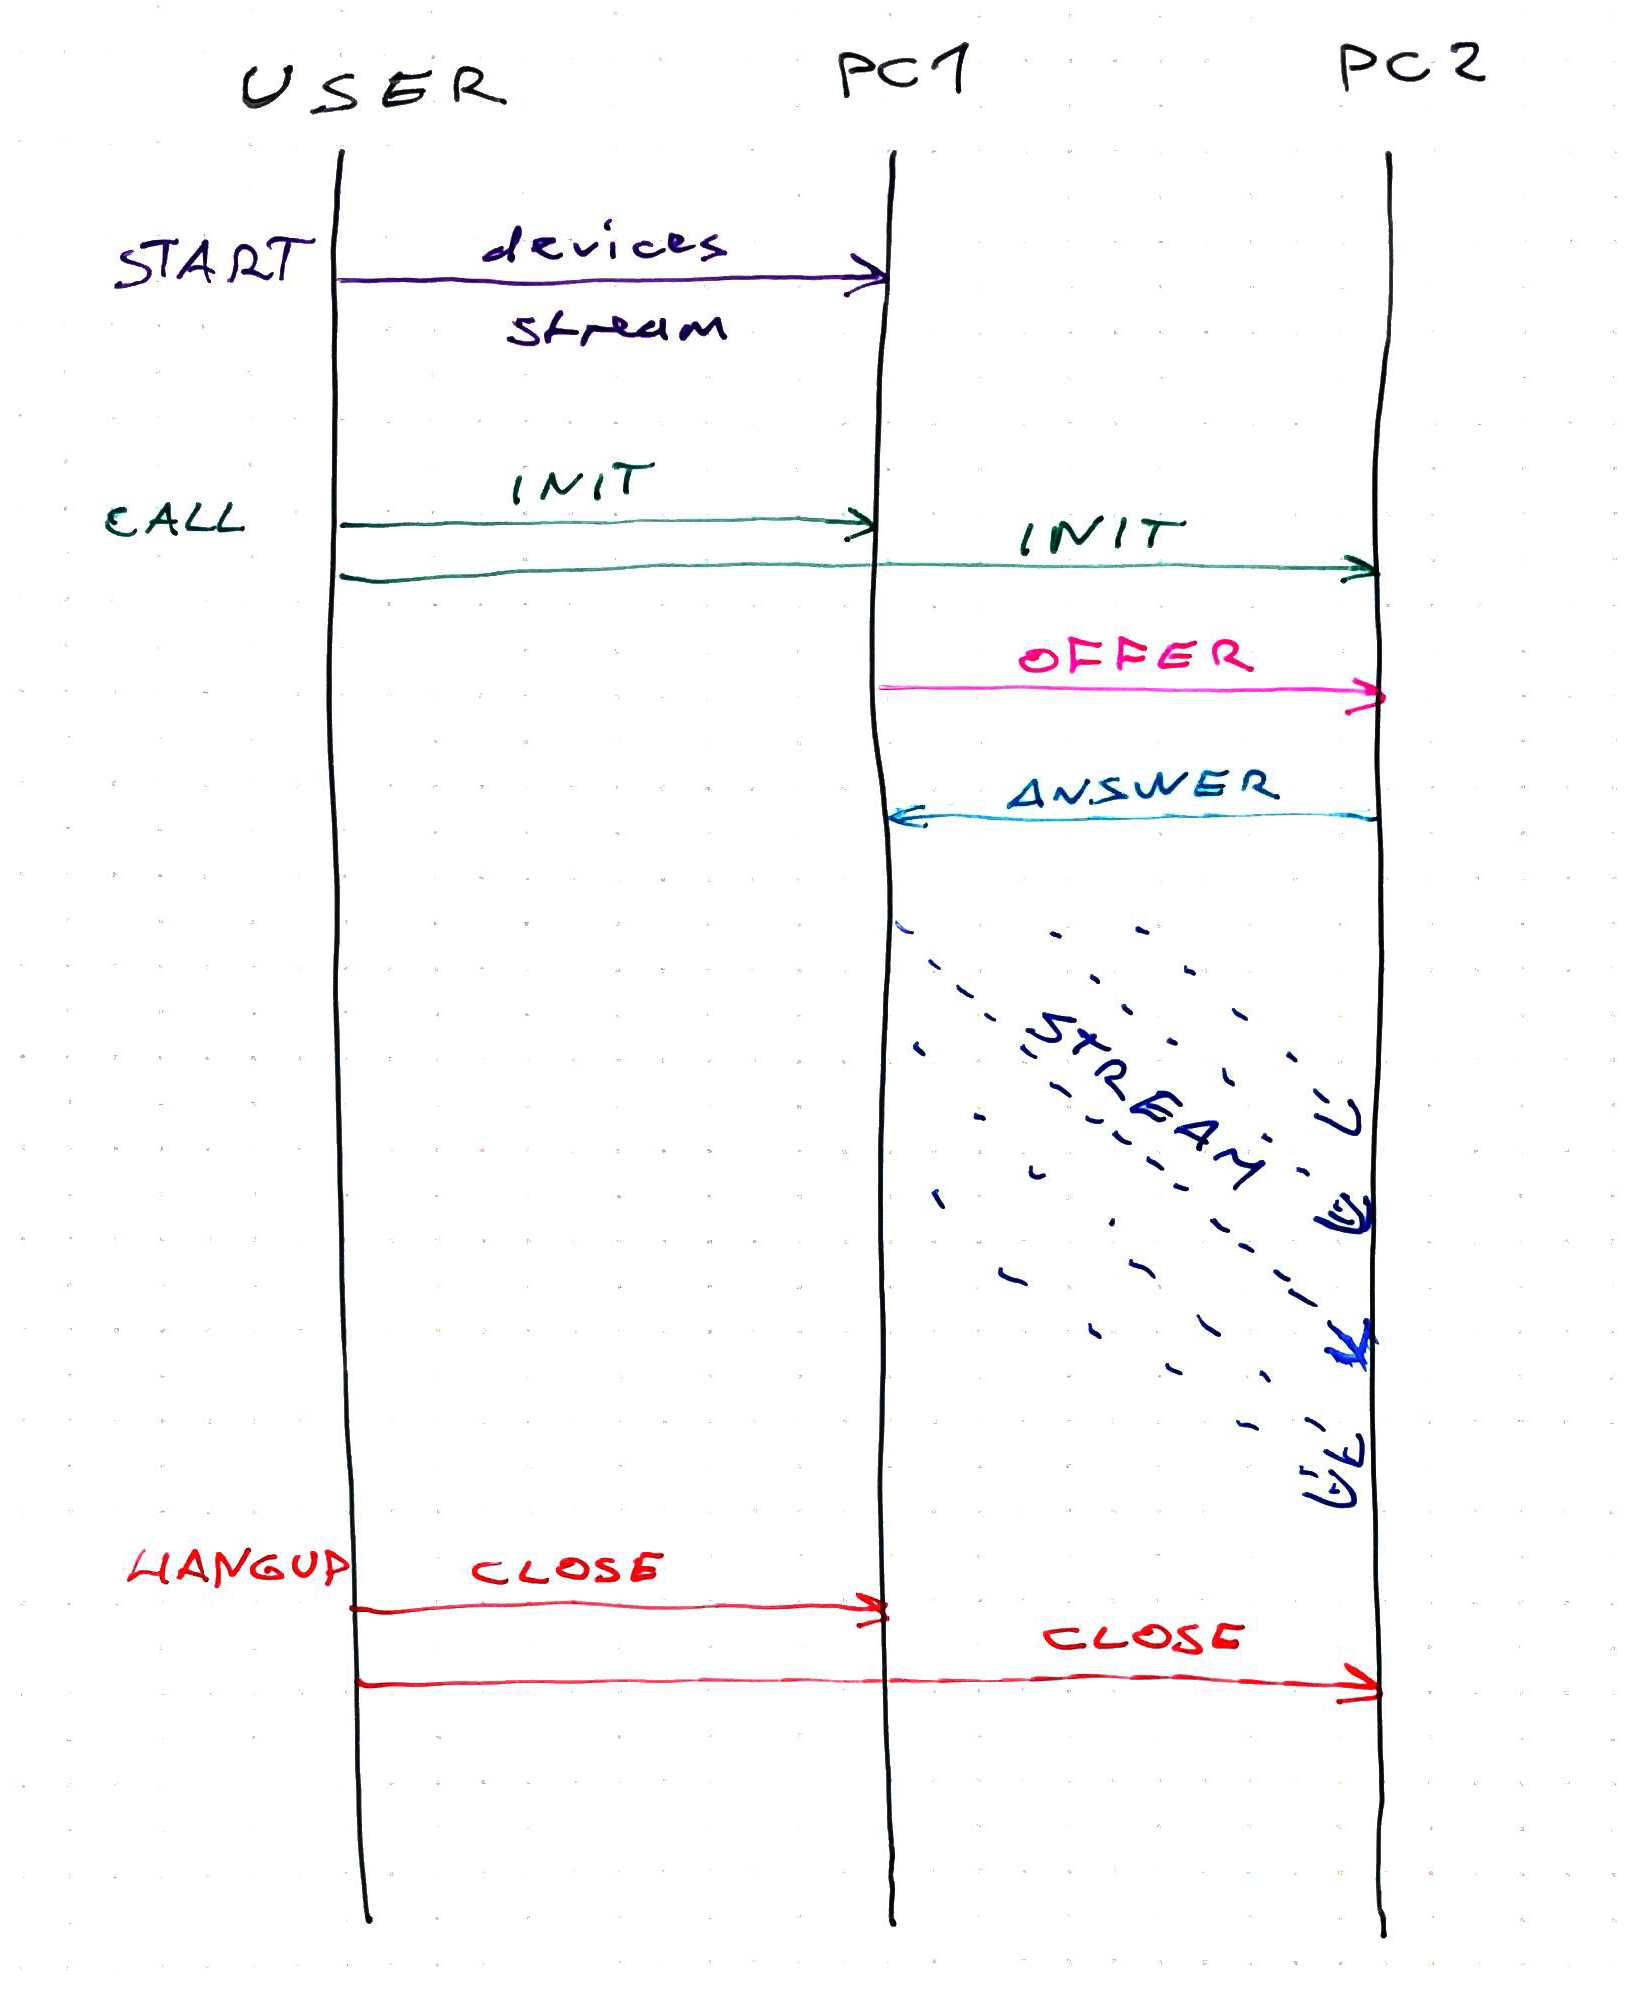 USER PC1 PC2
START devices
stream
CALL INIT
INIT
OFFER
ANSWER
STREAM
HANGUP CLOSE
CLOSE